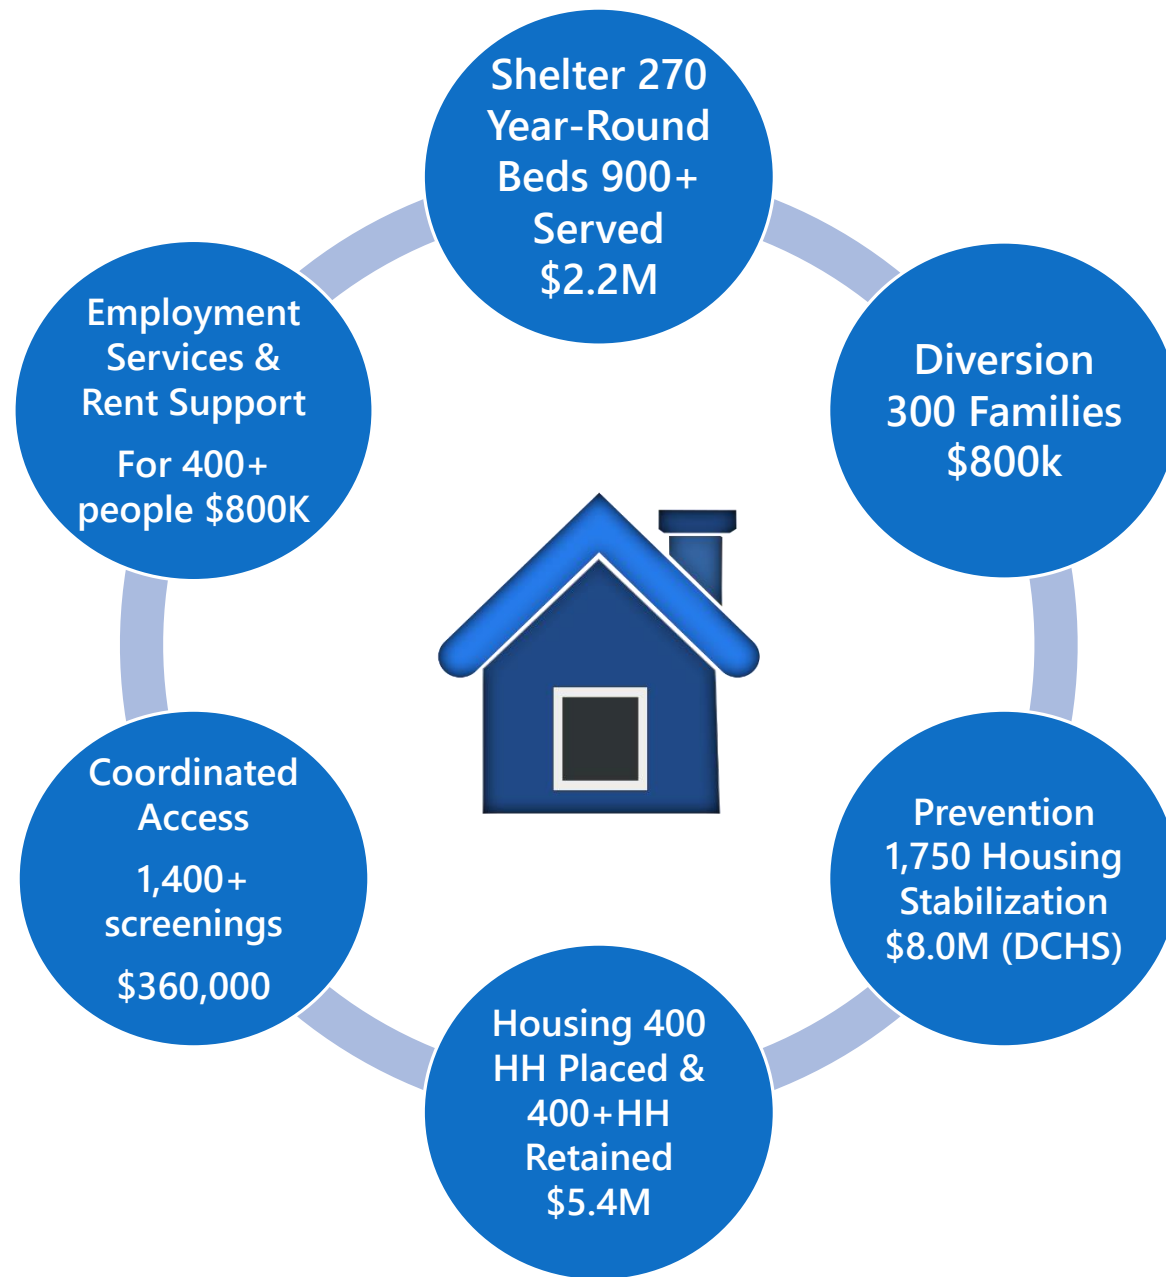 Shelter 270
Year-Round
Beds 900+
Served
$2.2M
Diversion
300 Families
$800k
Prevention
1,750 Housing
Stabilization
$8.0M (DCHS)
Housing 400
HH Placed &
400+HH
Retained
$5.4M
Coordinated
Access
1,400+
screenings
$360,000
Employment
Services &
Rent Support
For 400+
people $800K